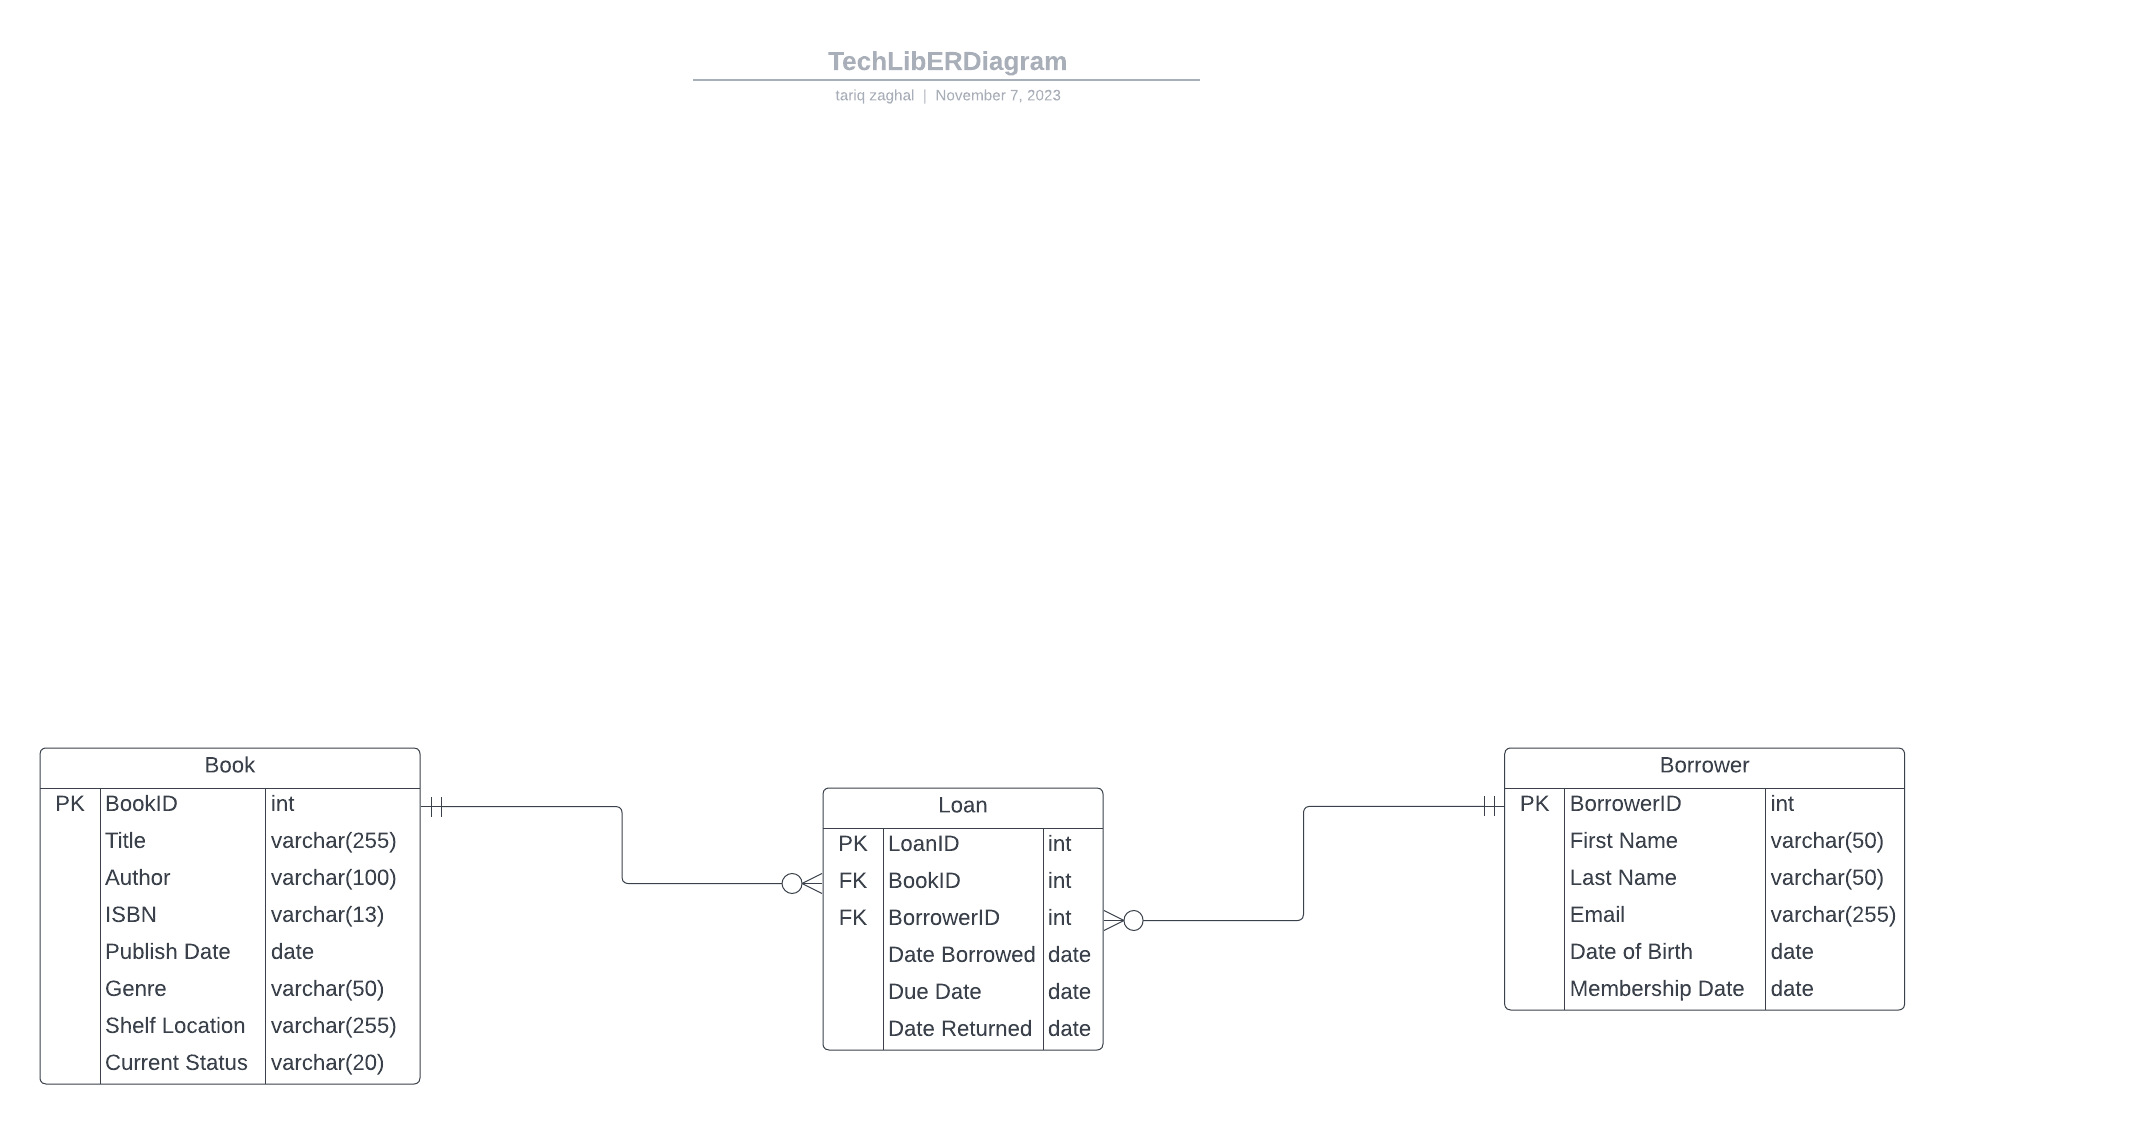 TechLibERDiagram
tariq zaghal | November 7, 2023
Book
PK BookID int
Title varchar(255)
Author varchar(100)
ISBN varchar(13)
Publish Date date
Genre varchar(50)
Shelf Location varchar(255)
Current Status varchar(20)
Loan
PK LoanID int
FK BookID int
FK BorrowerID int
Date Borrowed date
Due Date date
Date Returned date
Borrower
PK BorrowerID int
First Name varchar(50)
Last Name varchar(50)
Email varchar(255)
Date of Birth date
Membership Date date